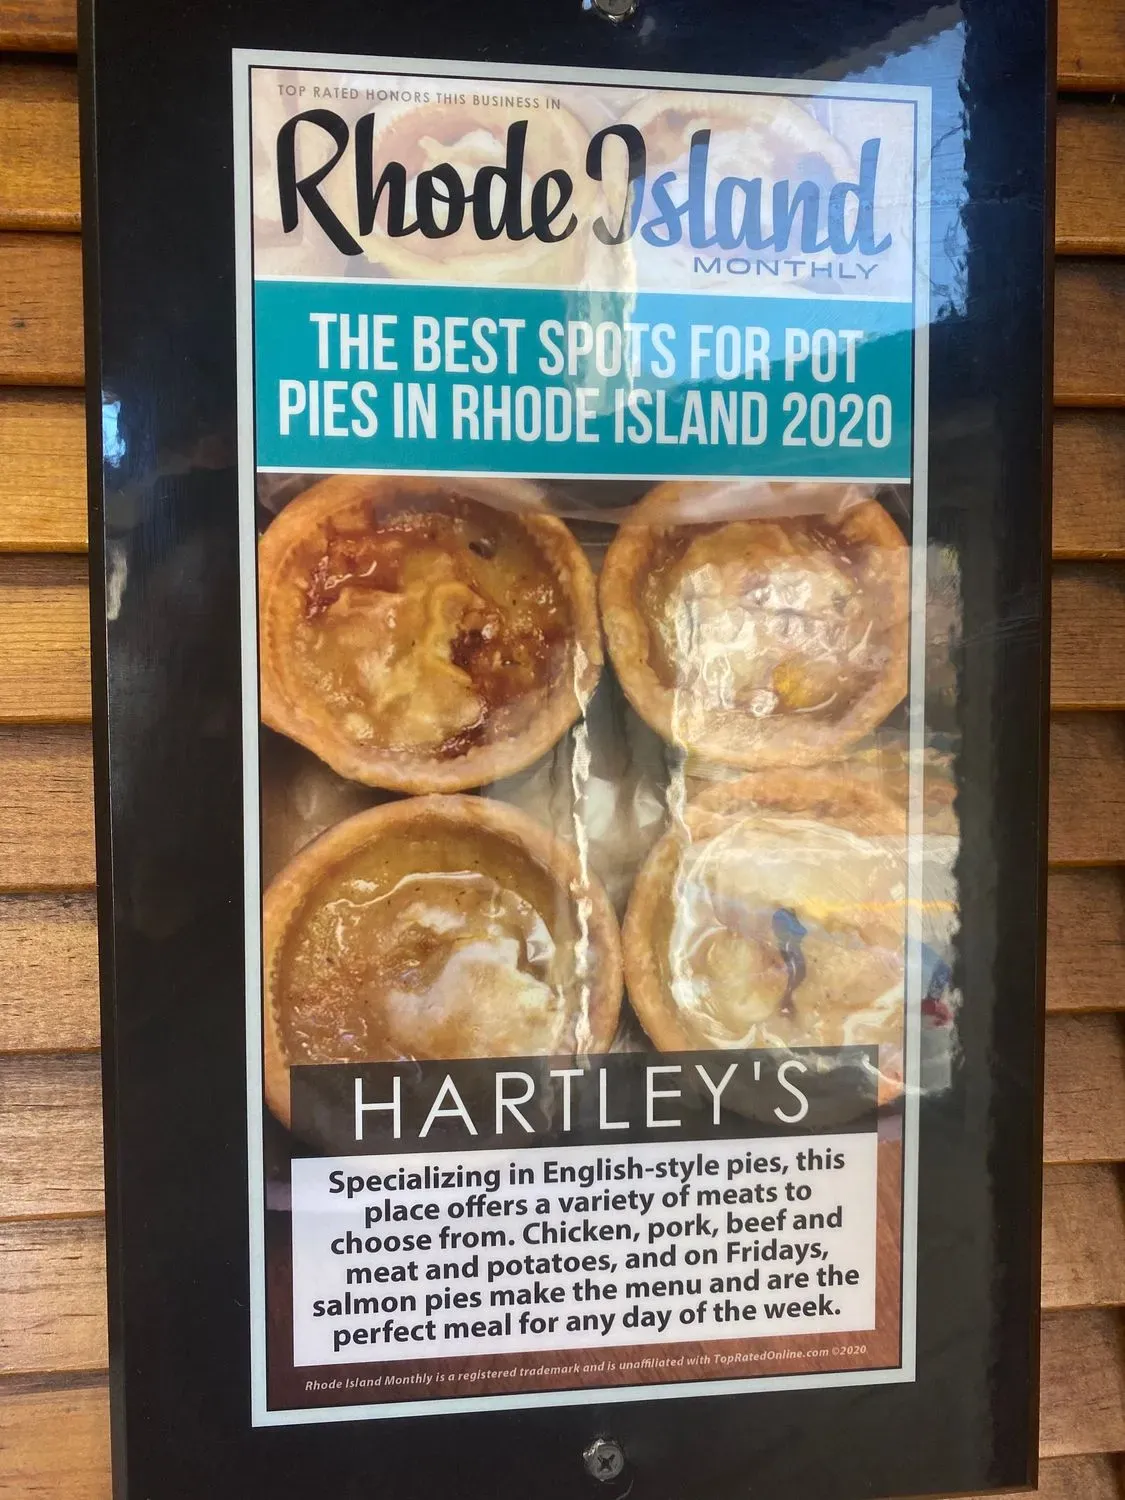 TOP RATED HONORS THIS BUSINESS IN
Rhode Island
MONTHLY
THE BEST SPOTS FOR POT
PIES IN RHODE ISLAND 2020
HARTLEY'S
Specializing in English-style pies, this
place offers a variety of meats to
choose from. Chicken, pork, beef and
meat and potatoes, and on Fridays,
salmon pies make the menu and are the
perfect meal for any day of the week.
Rhode Island Monthly is a registered trademark and is unaffiliated with TopRatedOnline.com ©2020